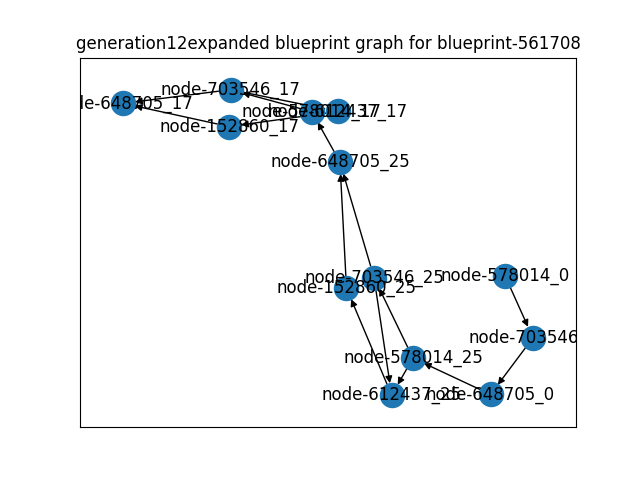 generation12expanded blueprint graph for blueprint-561708
node-703546_17
le-648705_17
node-578014_17
node-612437_17
node-152860_17
node-648705_25
node-703546_25
node-578014_0
node-152860_25
node-703546
node-578014_25
node-612437_25
node-648705_0